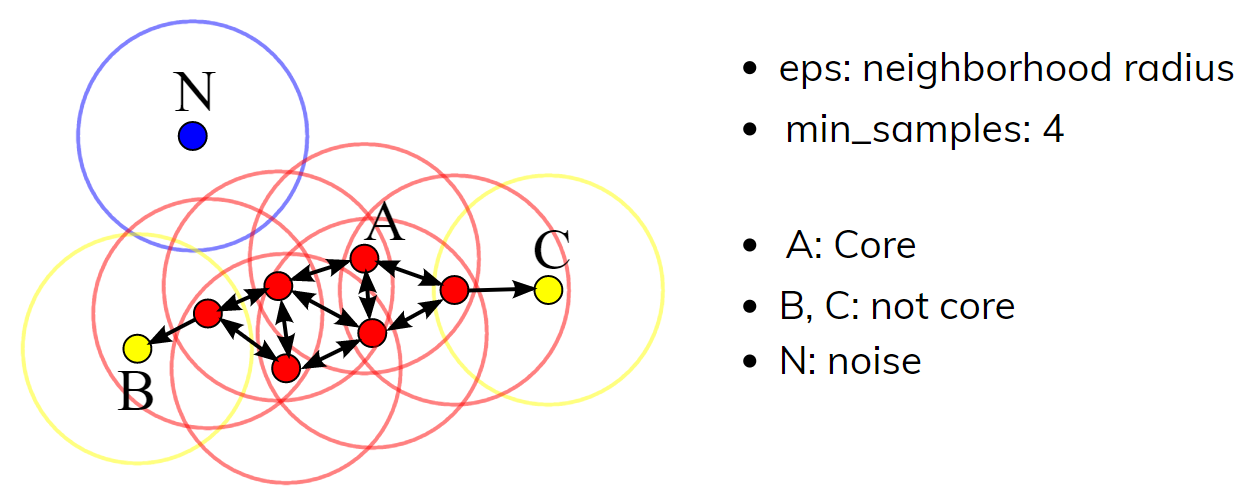 N
A
C
B
• eps: neighborhood radius
• min_samples: 4
• A: Core
• B, C: not core
• N: noise